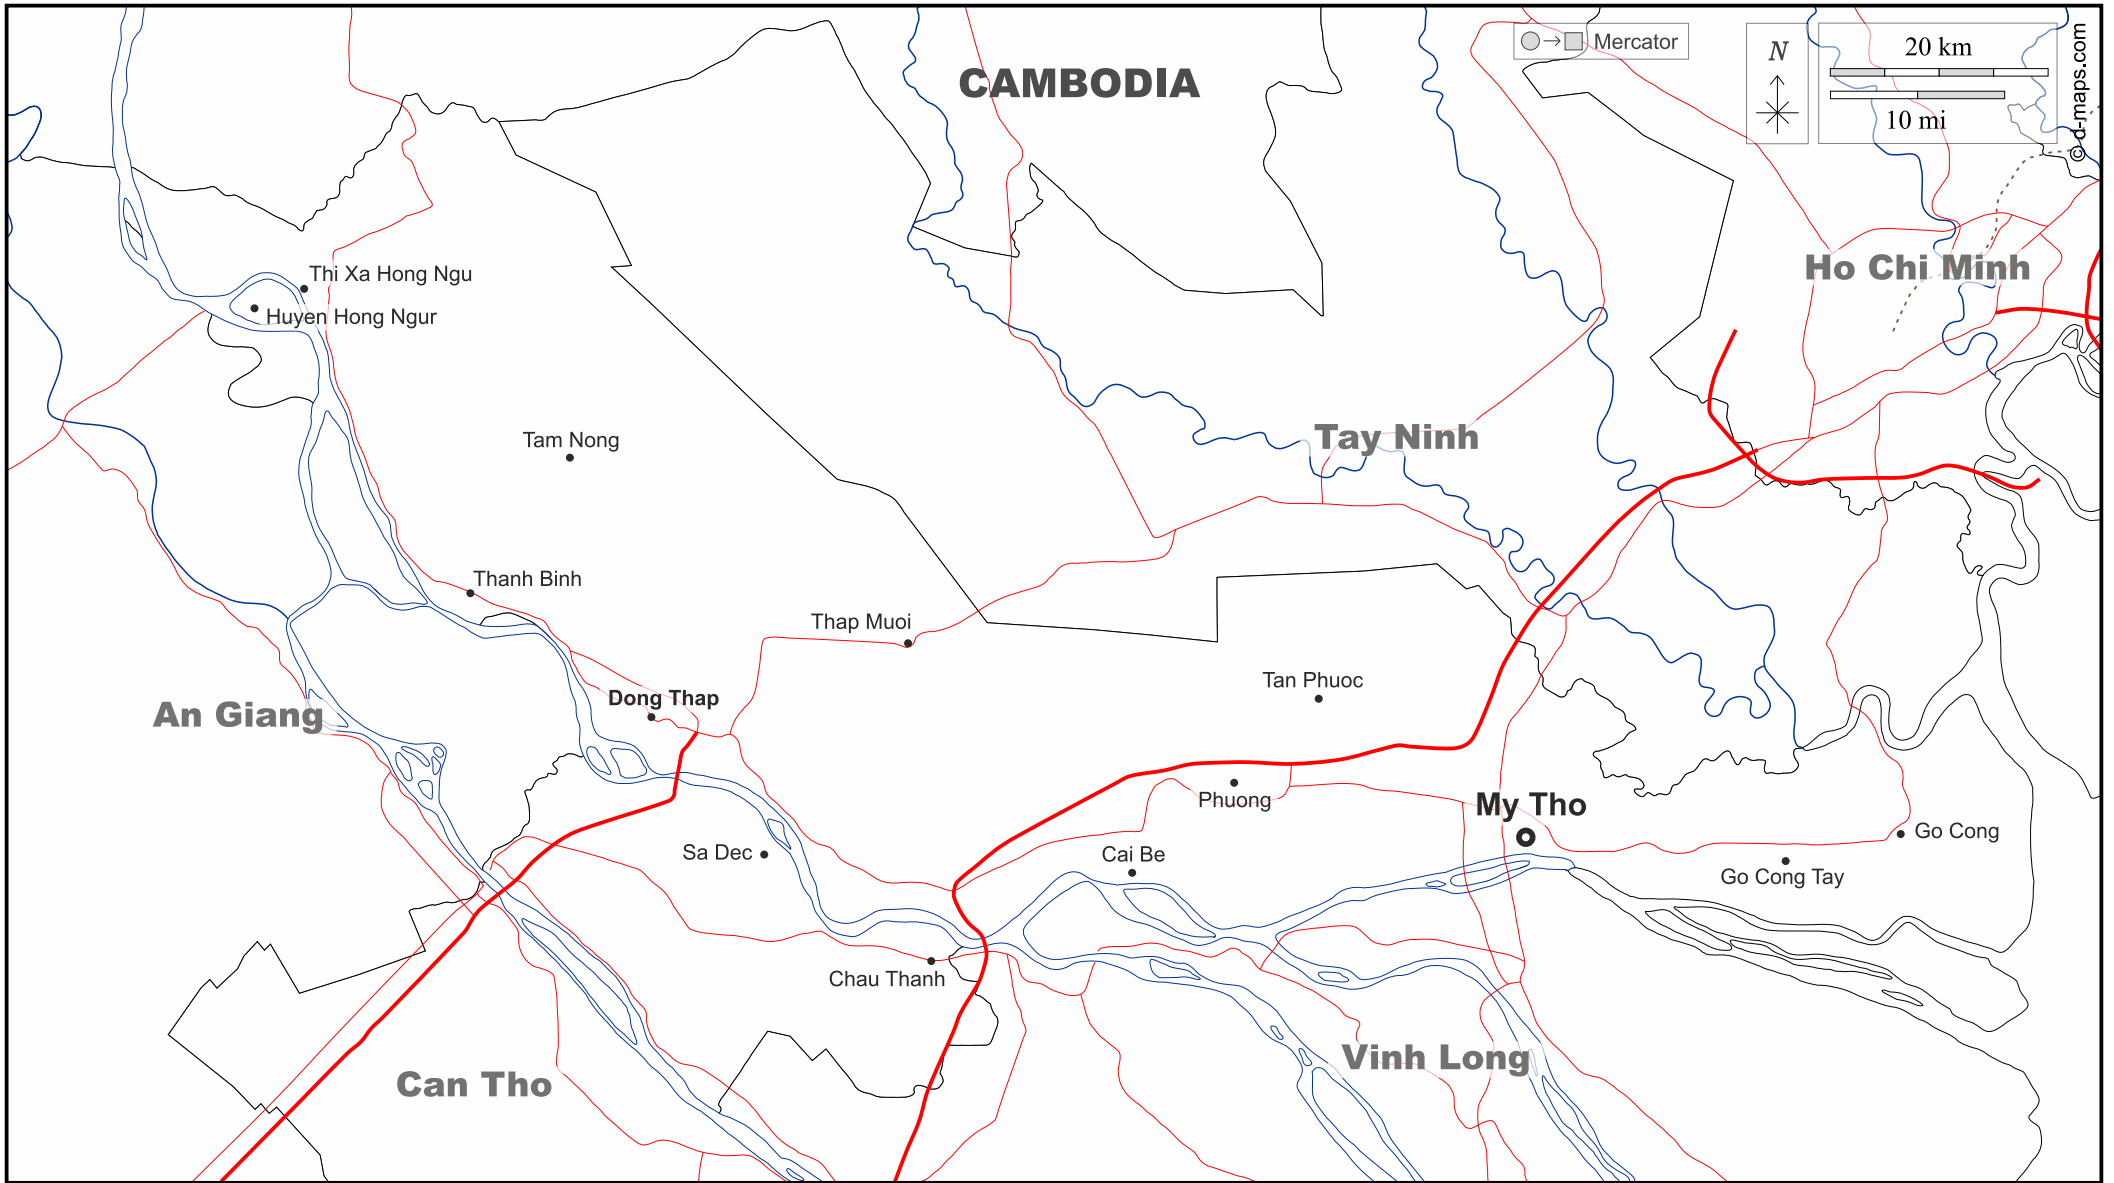 CAMBODIA
Mercator
N
20 km
10 mi
© d-maps.com
Ho Chi Minh
Thi Xa Hong Ngu
Huyen Hong Ngur
Tam Nong
Tay Ninh
Thanh Binh
Thap Muoi
Tan Phuoc
Dong Thap
An Giang
Phuong
My Tho
Go Cong
Sa Dec
Cai Be
Go Cong Tay
Chau Thanh
Vinh Long
Can Tho